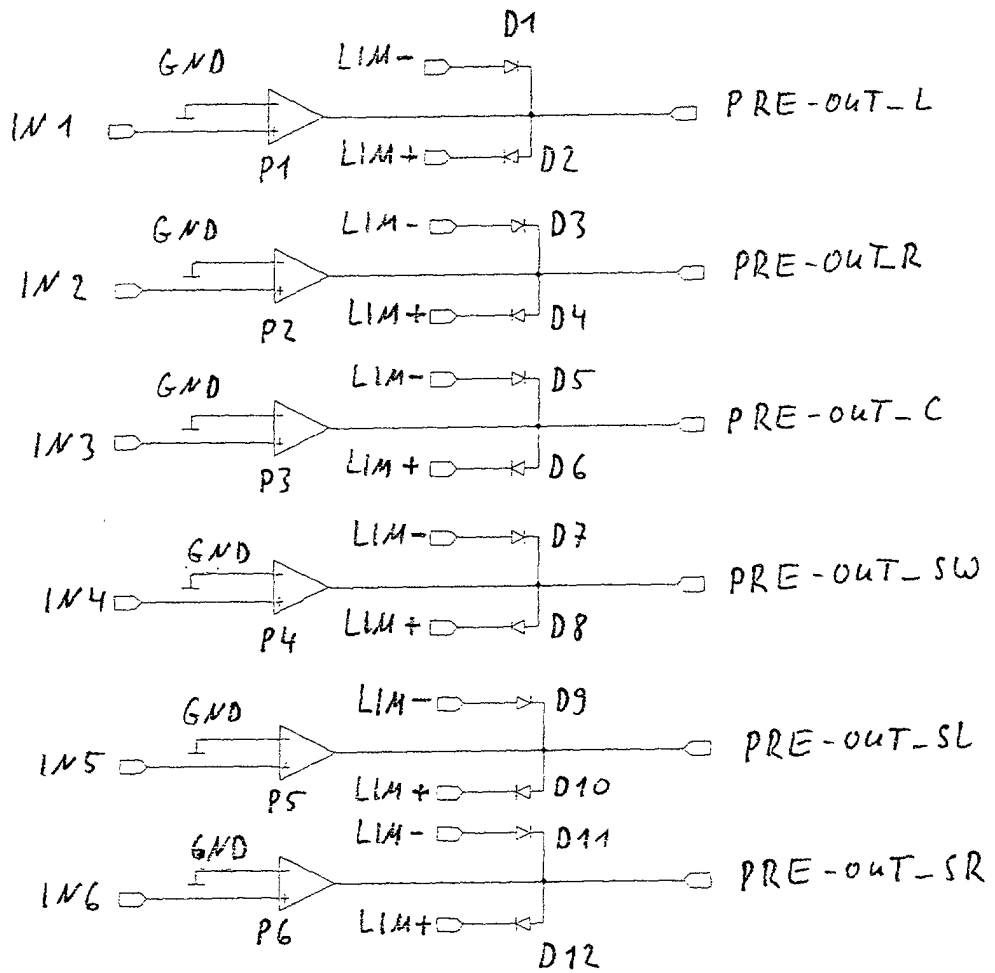 D1
GND LIM-
IN1 PRE-OUT_L
P1 LIM+ D2
GND LIM- D3
IN2 PRE-OUT_R
P2 LIM+ D4
GND LIM- D5
IN3 PRE-OUT_C
P3 LIM+ D6
GND LIM- D7
IN4 PRE-OUT_SW
P4 LIM+ D8
GND LIM- D9
IN5 PRE-OUT_SL
P5 LIM+ D10
GND LIM- D11
IN6 PRE-OUT_SR
P6 LIM+ D12